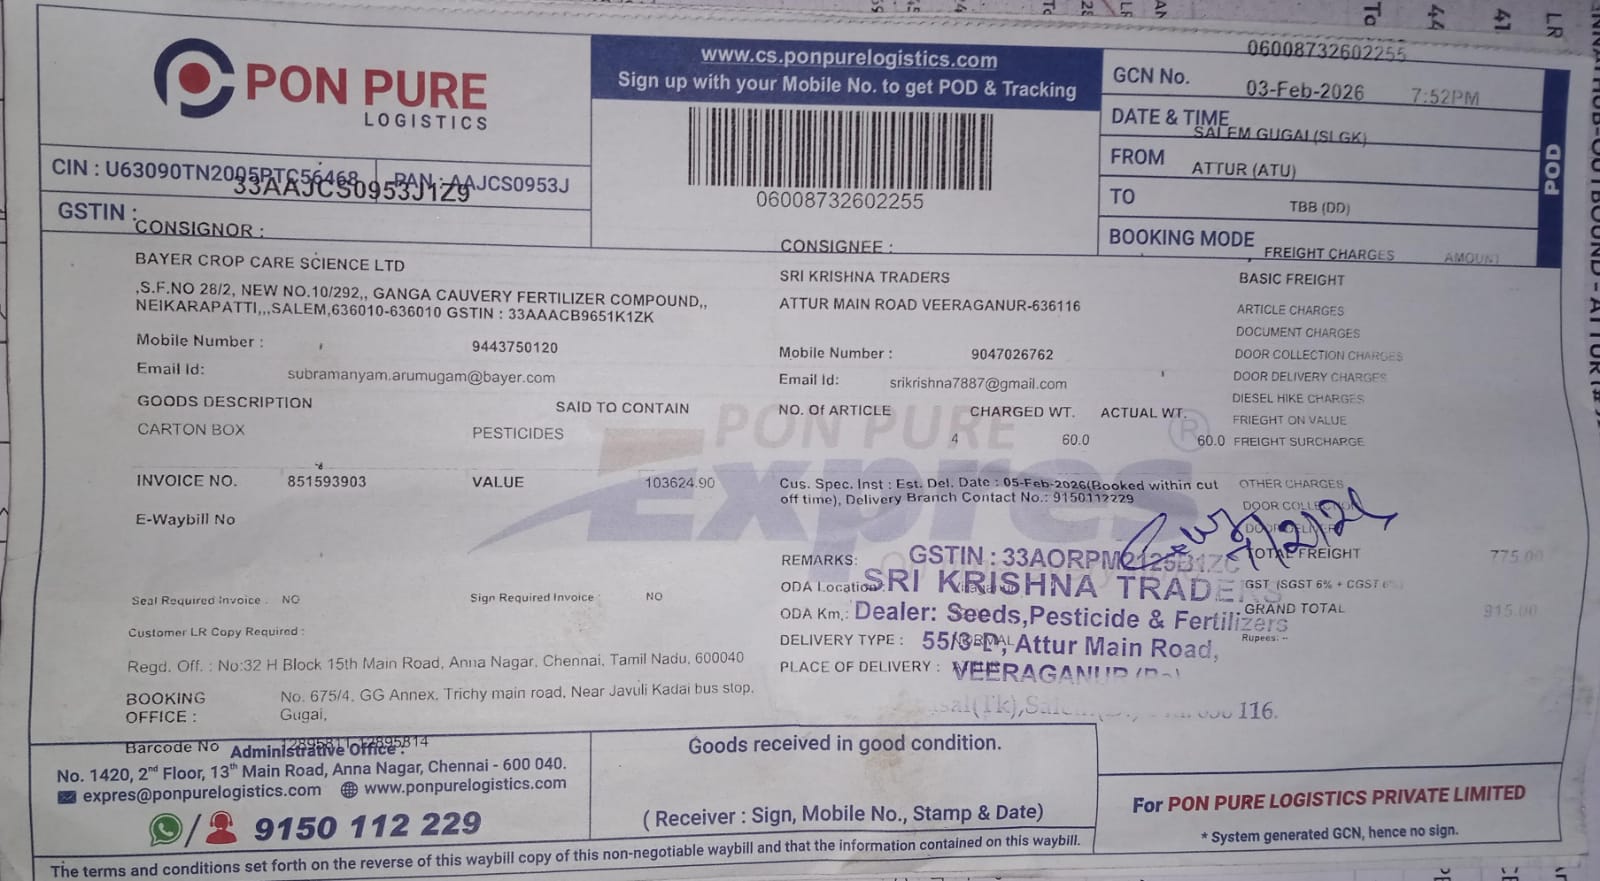 PON PURE
LOGISTICS
www.cs.ponpurelogistics.com
Sign up with your Mobile No. to get POD & Tracking
06008732602255
GCN No.
06008732602255
DATE & TIME
03-Feb-2026 7:52PM
FROM
SALEM GUGAI(SLGK)
TO
ATTUR (ATU)
BOOKING MODE
TBB (DD)
POD
CIN : U63090TN2005PTC56468 PAN : AAJCS0953J
GSTIN : 33AAJCS0953J1Z9
CONSIGNOR :
BAYER CROP CARE SCIENCE LTD
,S.F.NO 28/2, NEW NO.10/292,, GANGA CAUVERY FERTILIZER COMPOUND,,
NEIKARAPATTI,,,SALEM,636010-636010 GSTIN : 33AAACB9651K1ZK
Mobile Number : 9443750120
Email Id: subramanyam.arumugam@bayer.com
CONSIGNEE :
SRI KRISHNA TRADERS
ATTUR MAIN ROAD VEERAGANUR-636116
Mobile Number : 9047026762
Email Id: srikrishna7887@gmail.com
GOODS DESCRIPTION SAID TO CONTAIN NO. Of ARTICLE CHARGED WT. ACTUAL WT.
CARTON BOX PESTICIDES 4 60.0 60.0
INVOICE NO. 851593903 VALUE 103624.90
E-Waybill No
Cus. Spec. Inst : Est. Del. Date : 05-Feb-2026(Booked within cut
off time), Delivery Branch Contact No.: 9150112229
FREIGHT CHARGES AMOUNT
BASIC FREIGHT
ARTICLE CHARGES
DOCUMENT CHARGES
DOOR COLLECTION CHARGES
DOOR DELIVERY CHARGES
DIESEL HIKE CHARGES
FRIEGHT ON VALUE
FREIGHT SURCHARGE
OTHER CHARGES
DOOR COLLECTION
TOTAL FREIGHT 775.00
GST (SGST 6% + CGST 6%)
GRAND TOTAL 915.00
Rupees: --
PON PURE
Expres
®
REMARKS:
ODA Location:
ODA Km,:
DELIVERY TYPE : NORMAL
PLACE OF DELIVERY :
SRI KRISHNA TRADERS
Dealer: Seeds,Pesticide & Fertilizers
55/3-D, Attur Main Road,
VEERAGANUR
116.
Seal Required Invoice : NO Sign Required Invoice : NO
Customer LR Copy Required :
Regd. Off. : No:32 H Block 15th Main Road, Anna Nagar, Chennai, Tamil Nadu, 600040
BOOKING OFFICE : No. 675/4, GG Annex, Trichy main road, Near Javuli Kadai bus stop,
Gugai,
Barcode No 12895811-12895814
Administrative Office :
No. 1420, 2nd Floor, 13th Main Road, Anna Nagar, Chennai - 600 040.
expres@ponpurelogistics.com www.ponpurelogistics.com
9150 112 229
Goods received in good condition.
( Receiver : Sign, Mobile No., Stamp & Date)
For PON PURE LOGISTICS PRIVATE LIMITED
* System generated GCN, hence no sign.
The terms and conditions set forth on the reverse of this waybill copy of this non-negotiable waybill and that the information contained on this waybill.